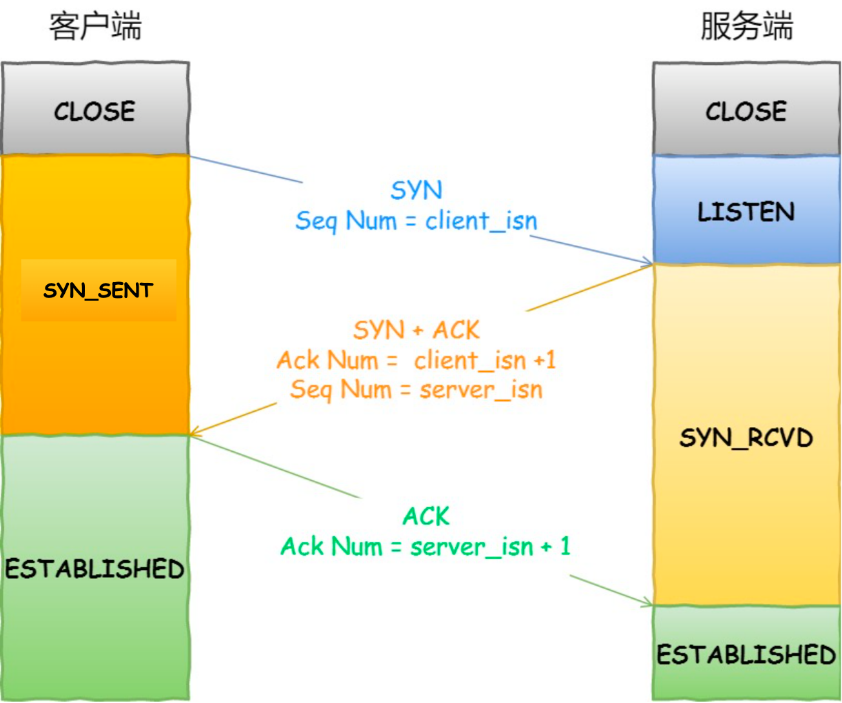 客户端
服务端
CLOSE
CLOSE
SYN
Seq Num = client_isn
LISTEN
SYN_SENT
SYN + ACK
Ack Num = client_isn +1
Seq Num = server_isn
SYN_RCVD
ACK
Ack Num = server_isn + 1
ESTABLISHED
ESTABLISHED